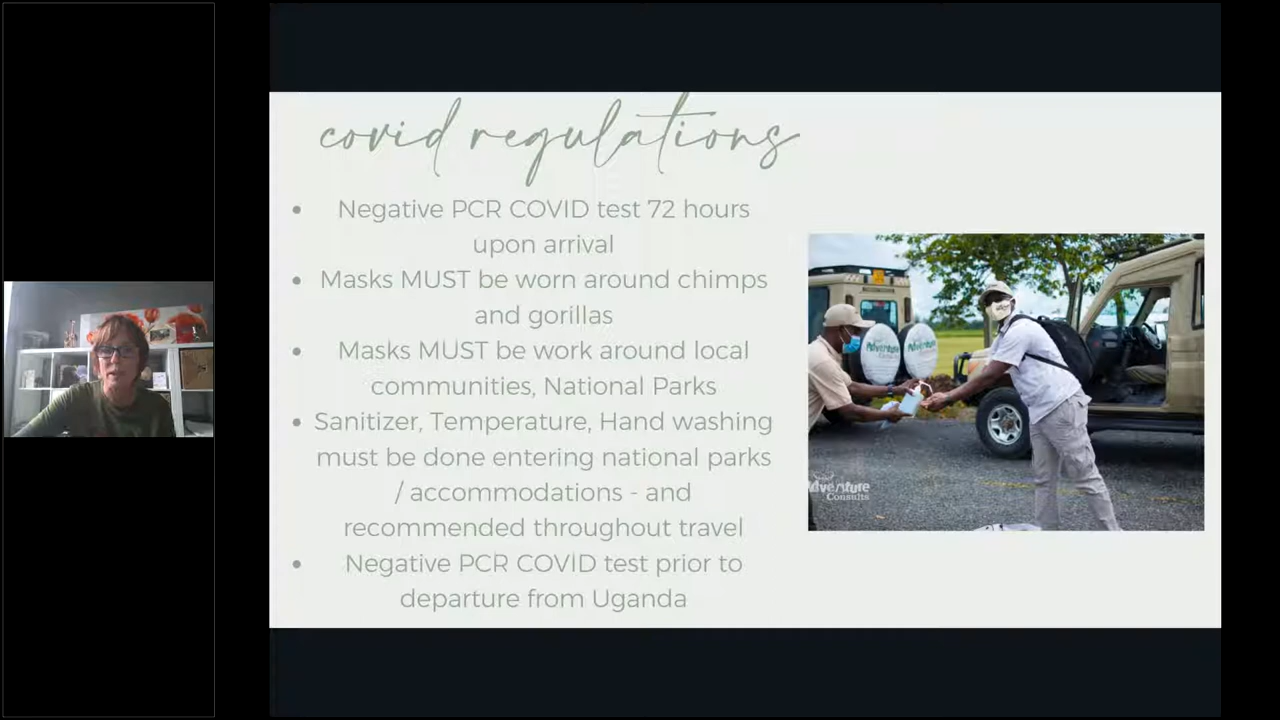 covid regulations
Negative PCR COVID test 72 hours
upon arrival
Masks MUST be worn around chimps
and gorillas
Masks MUST be work around local
communities, National Parks
Sanitizer, Temperature, Hand washing
must be done entering national parks
/ accommodations - and
recommended throughout travel
Negative PCR COVID test prior to
departure from Uganda
Adventure
Consults